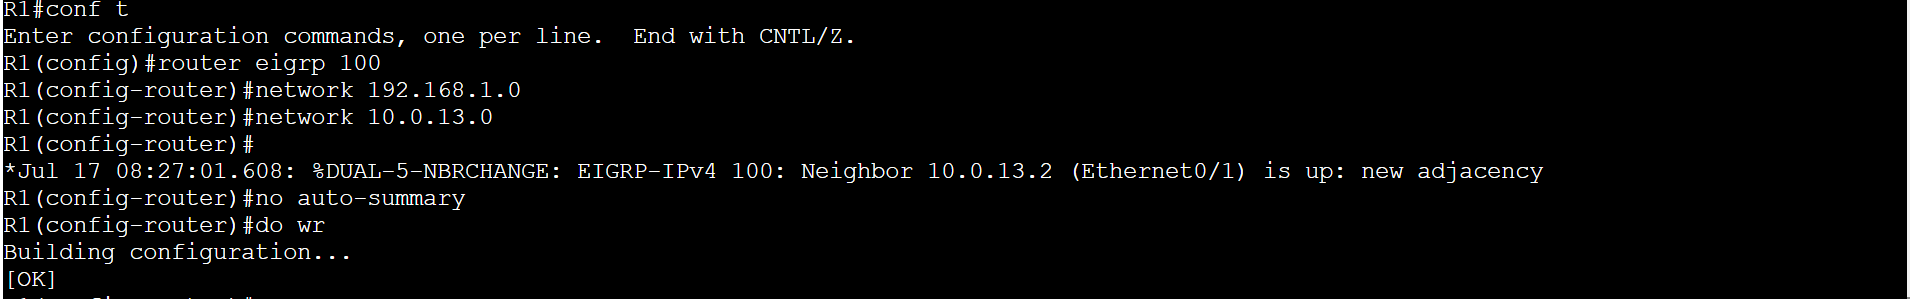 R1#conf t
Enter configuration commands, one per line.  End with CNTL/Z.
R1(config)#router eigrp 100
R1(config-router)#network 192.168.1.0
R1(config-router)#network 10.0.13.0
R1(config-router)#
*Jul 17 08:27:01.608: %DUAL-5-NBRCHANGE: EIGRP-IPv4 100: Neighbor 10.0.13.2 (Ethernet0/1) is up: new adjacency
R1(config-router)#no auto-summary
R1(config-router)#do wr
Building configuration...
[OK]